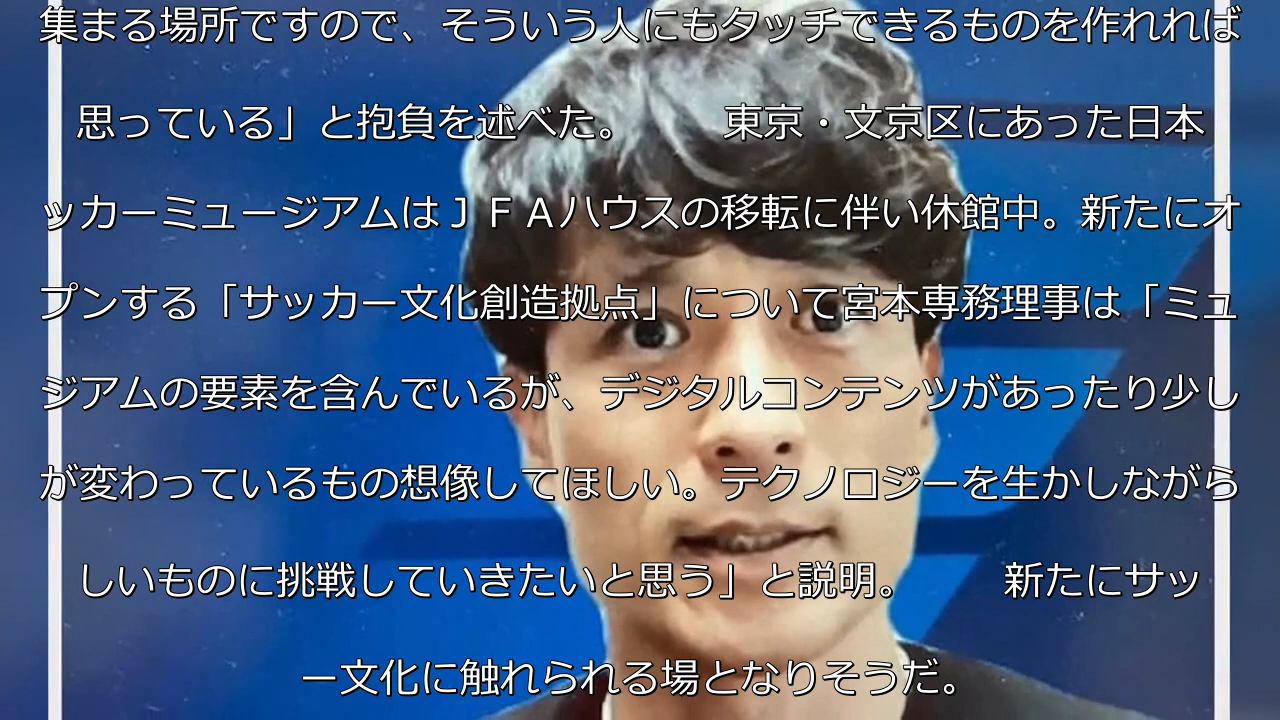 集まる場所ですので、そういう人にもタッチできるものを作れれば
思っている」と抱負を述べた。　　東京・文京区にあった日本
ッカーミュージアムはＪＦＡハウスの移転に伴い休館中。新たにオ
プンする「サッカー文化創造拠点」について宮本専務理事は「ミュ
ジアムの要素を含んでいるが、デジタルコンテンツがあったり少し
が変わっているもの想像してほしい。テクノロジーを生かしながら
しいものに挑戦していきたいと思う」と説明。　　新たにサッ
ー文化に触れられる場となりそうだ。